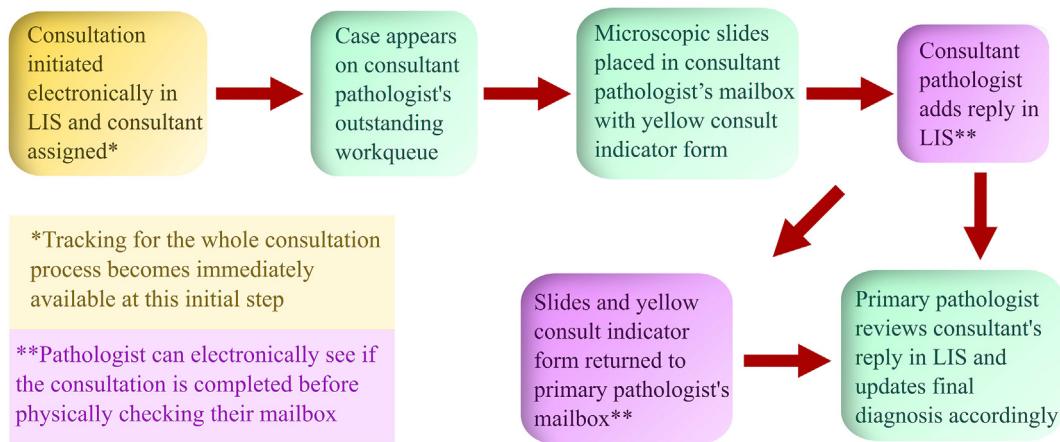 Consultation
initiated
electronically in
LIS and consultant
assigned*
Case appears
on consultant
pathologist's
outstanding
workqueue
Microscopic slides
placed in consultant
pathologist’s mailbox
with yellow consult
indicator form
Consultant
pathologist
adds reply in
LIS**
*Tracking for the whole consultation
process becomes immediately
available at this initial step
**Pathologist can electronically see if
the consultation is completed before
physically checking their mailbox
Slides and yellow
consult indicator
form returned to
primary pathologist's
mailbox**
Primary pathologist
reviews consultant's
reply in LIS and
updates final
diagnosis accordingly